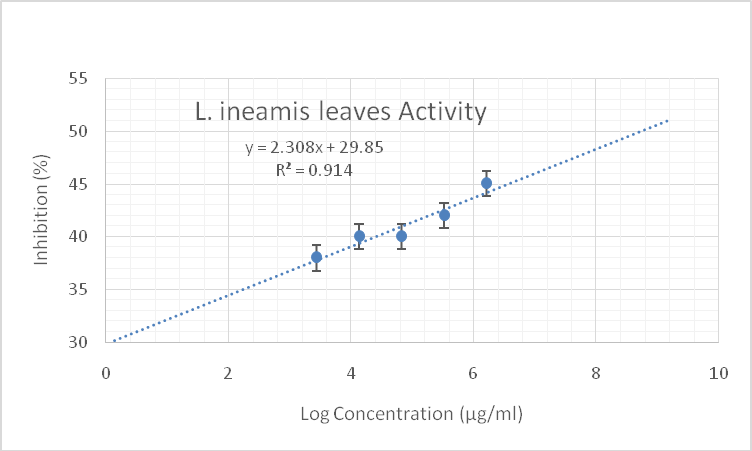 L. ineamis leaves Activity
y = 2.308x + 29.85
R² = 0.914
55
50
45
40
35
30
Inhibition (%)
0 2 4 6 8 10
Log Concentration (µg/ml)